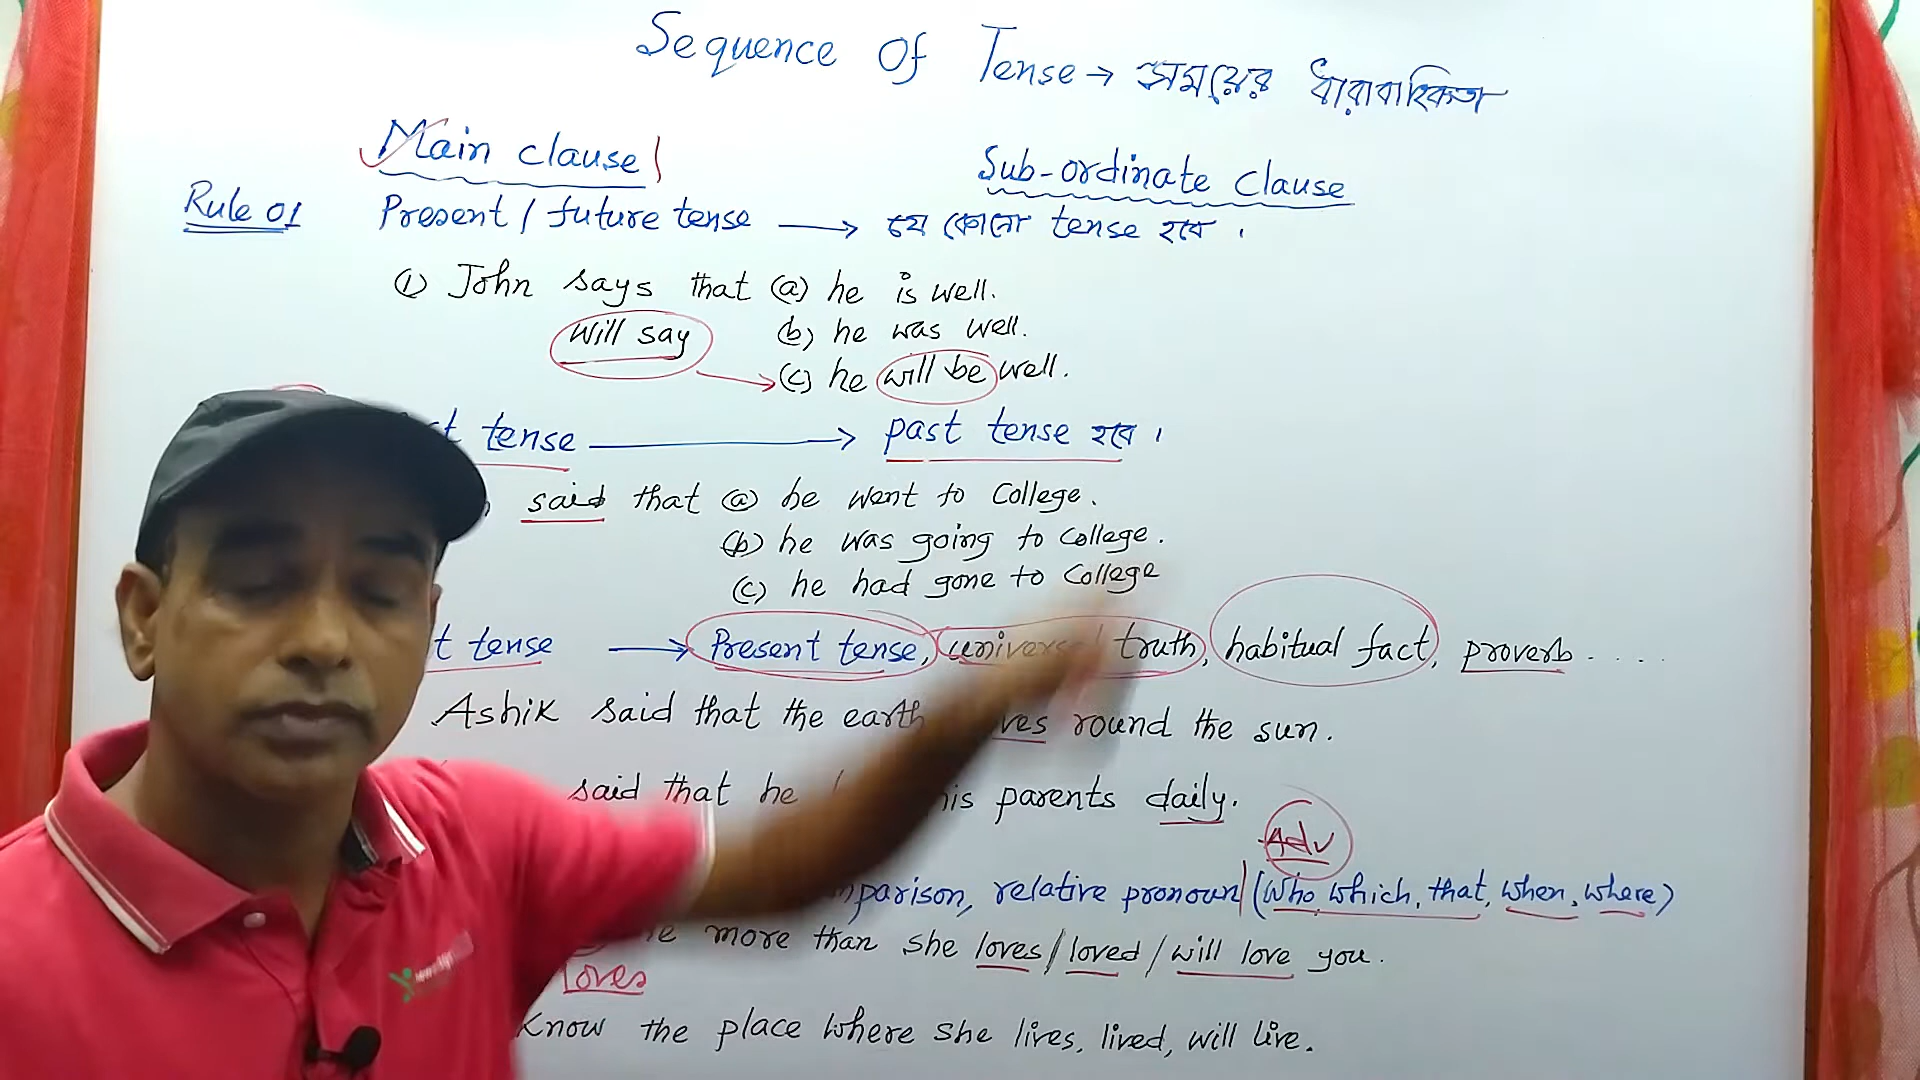 Sequence Of Tense → সময়ের ধারাবাহিকতা
Main clause
Sub-ordinate Clause
Rule 01 Present / future tense → যে কোনো tense হবে।
① John says that (a) he is well.
will say (b) he was well.
(c) he will be well.
tense → past tense হবে।
said that (a) he went to College.
(b) he was going to College.
(c) he had gone to College
tense → Present tense, truth, habitual fact, proverb.....
Ashik said that the earth round the sun.
said that he his parents daily.
Adv
relative pronoun (who, which, that, when, where)
more than she loves / loved / will love you.
loves
Know the place where she lives, lived, will live.